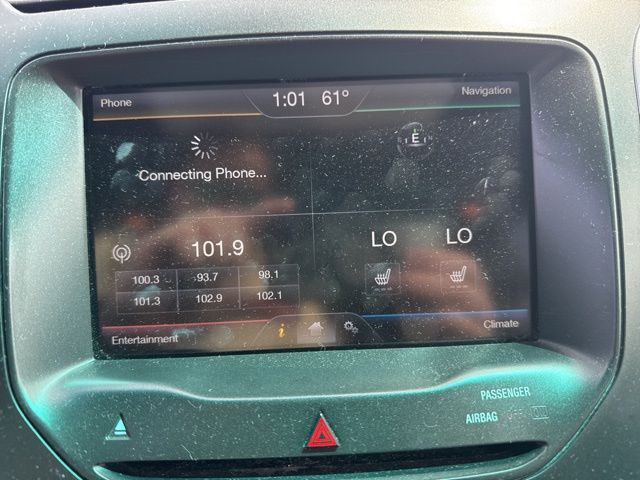 Phone
1:01 61°
Navigation
Connecting Phone...
E
101.9
LO LO
100.3 93.7 98.1
101.3 102.9 102.1
Entertainment
i
Climate
PASSENGER
AIRBAG OFF